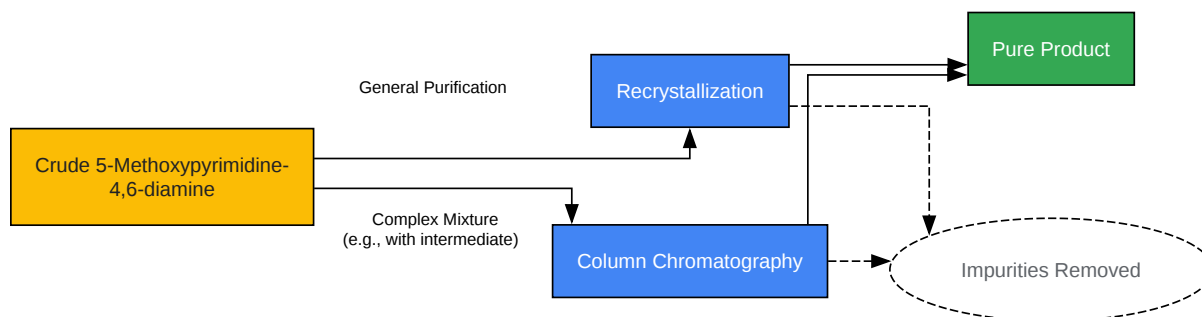 Pure Product
General Purification
Recrystallization
Crude 5-Methoxypyrimidine-
4,6-diamine
Complex Mixture
(e.g., with intermediate)
Column Chromatography
Impurities Removed